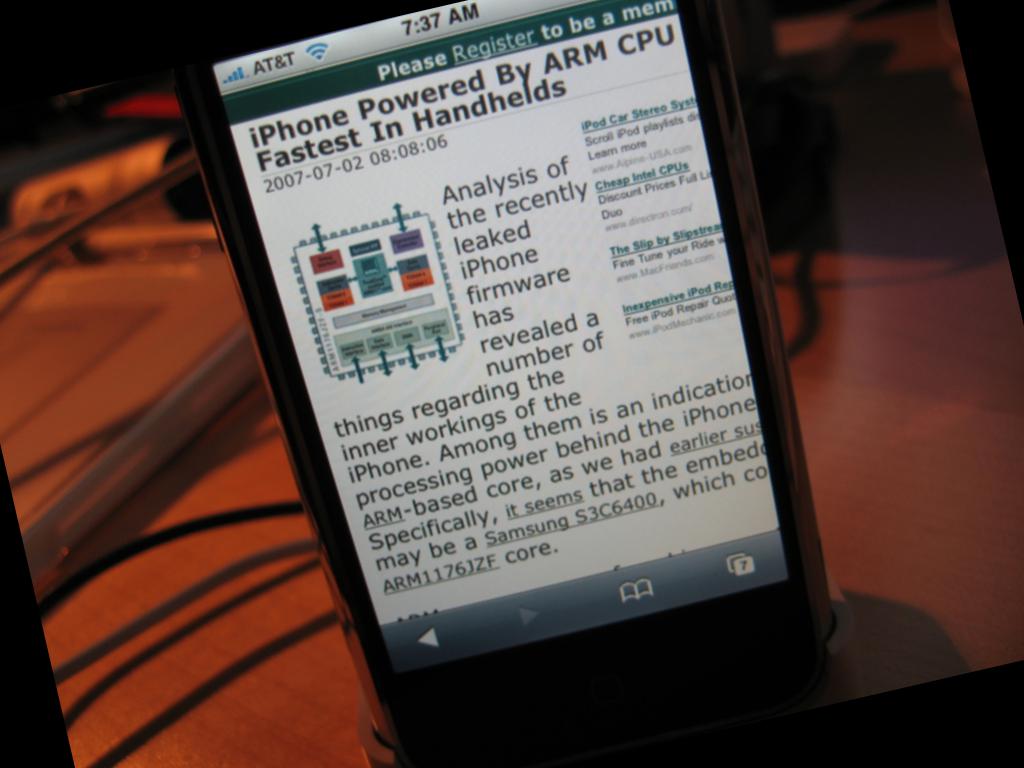 AT&T 7:37 AM
Please Register to be a mem
iPhone Powered By ARM CPU
Fastest In Handhelds
2007-07-02 08:08:06
Analysis of
the recently
leaked
iPhone
firmware
has
revealed a
number of
things regarding the
inner workings of the
iPhone. Among them is an indication
processing power behind the iPhone
ARM-based core, as we had earlier sus
Specifically, it seems that the embedd
may be a Samsung S3C6400, which co
ARM1176JZF core.
iPod Car Stereo Syst
Scroll iPod playlists di
Learn more
www.Alpine-USA.com
Cheap Intel CPUs
Discount Prices Full Li
Duo
www.directron.com/
The Slip by Slipstrea
Fine Tune your Ride w
www.MacFriends.com
Inexpensive iPod Rep
Free iPod Repair Quot
www.iPodMechanic.com
Memory Management
7